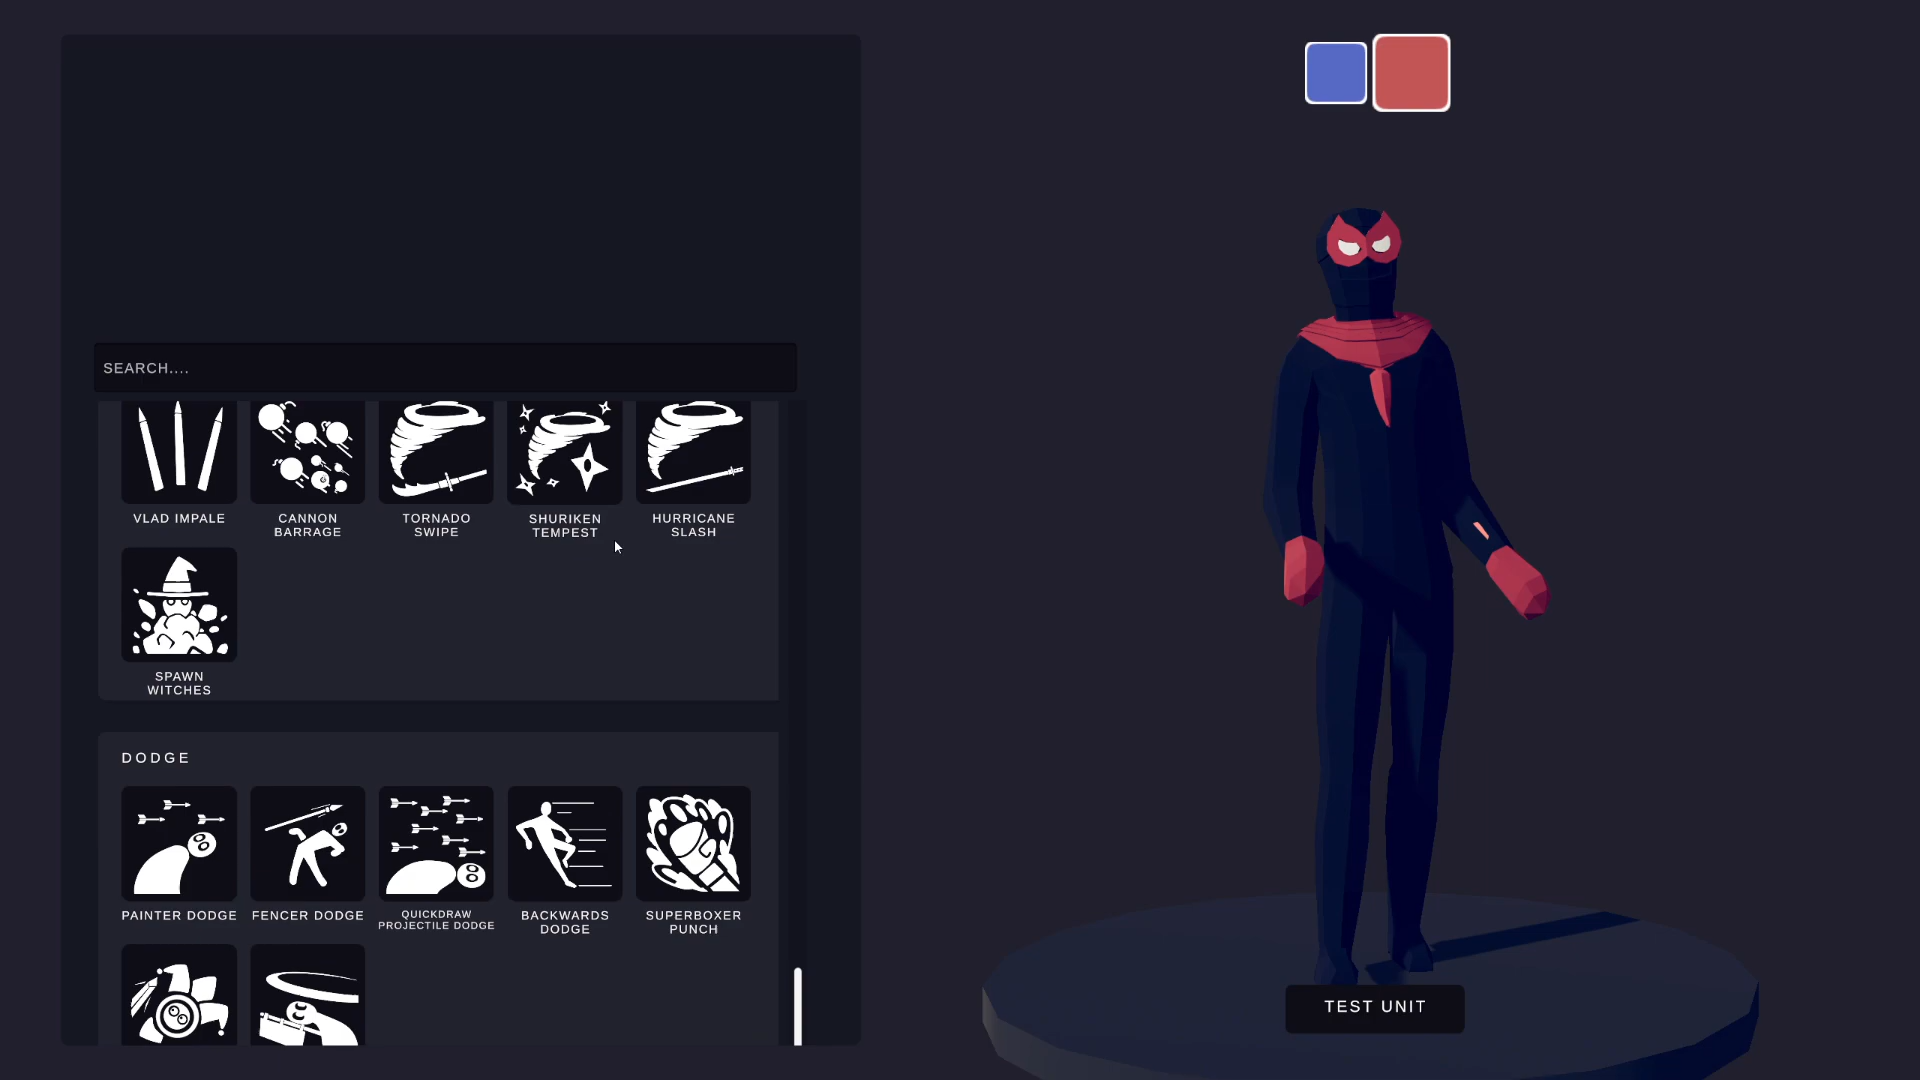 SEARCH....
VLAD IMPALE
CANNON
BARRAGE
TORNADO
SWIPE
SHURIKEN
TEMPEST
HURRICANE
SLASH
SPAWN
WITCHES
DODGE
PAINTER DODGE
FENCER DODGE
QUICKDRAW
PROJECTILE DODGE
BACKWARDS
DODGE
SUPERBOXER
PUNCH
TEST UNIT